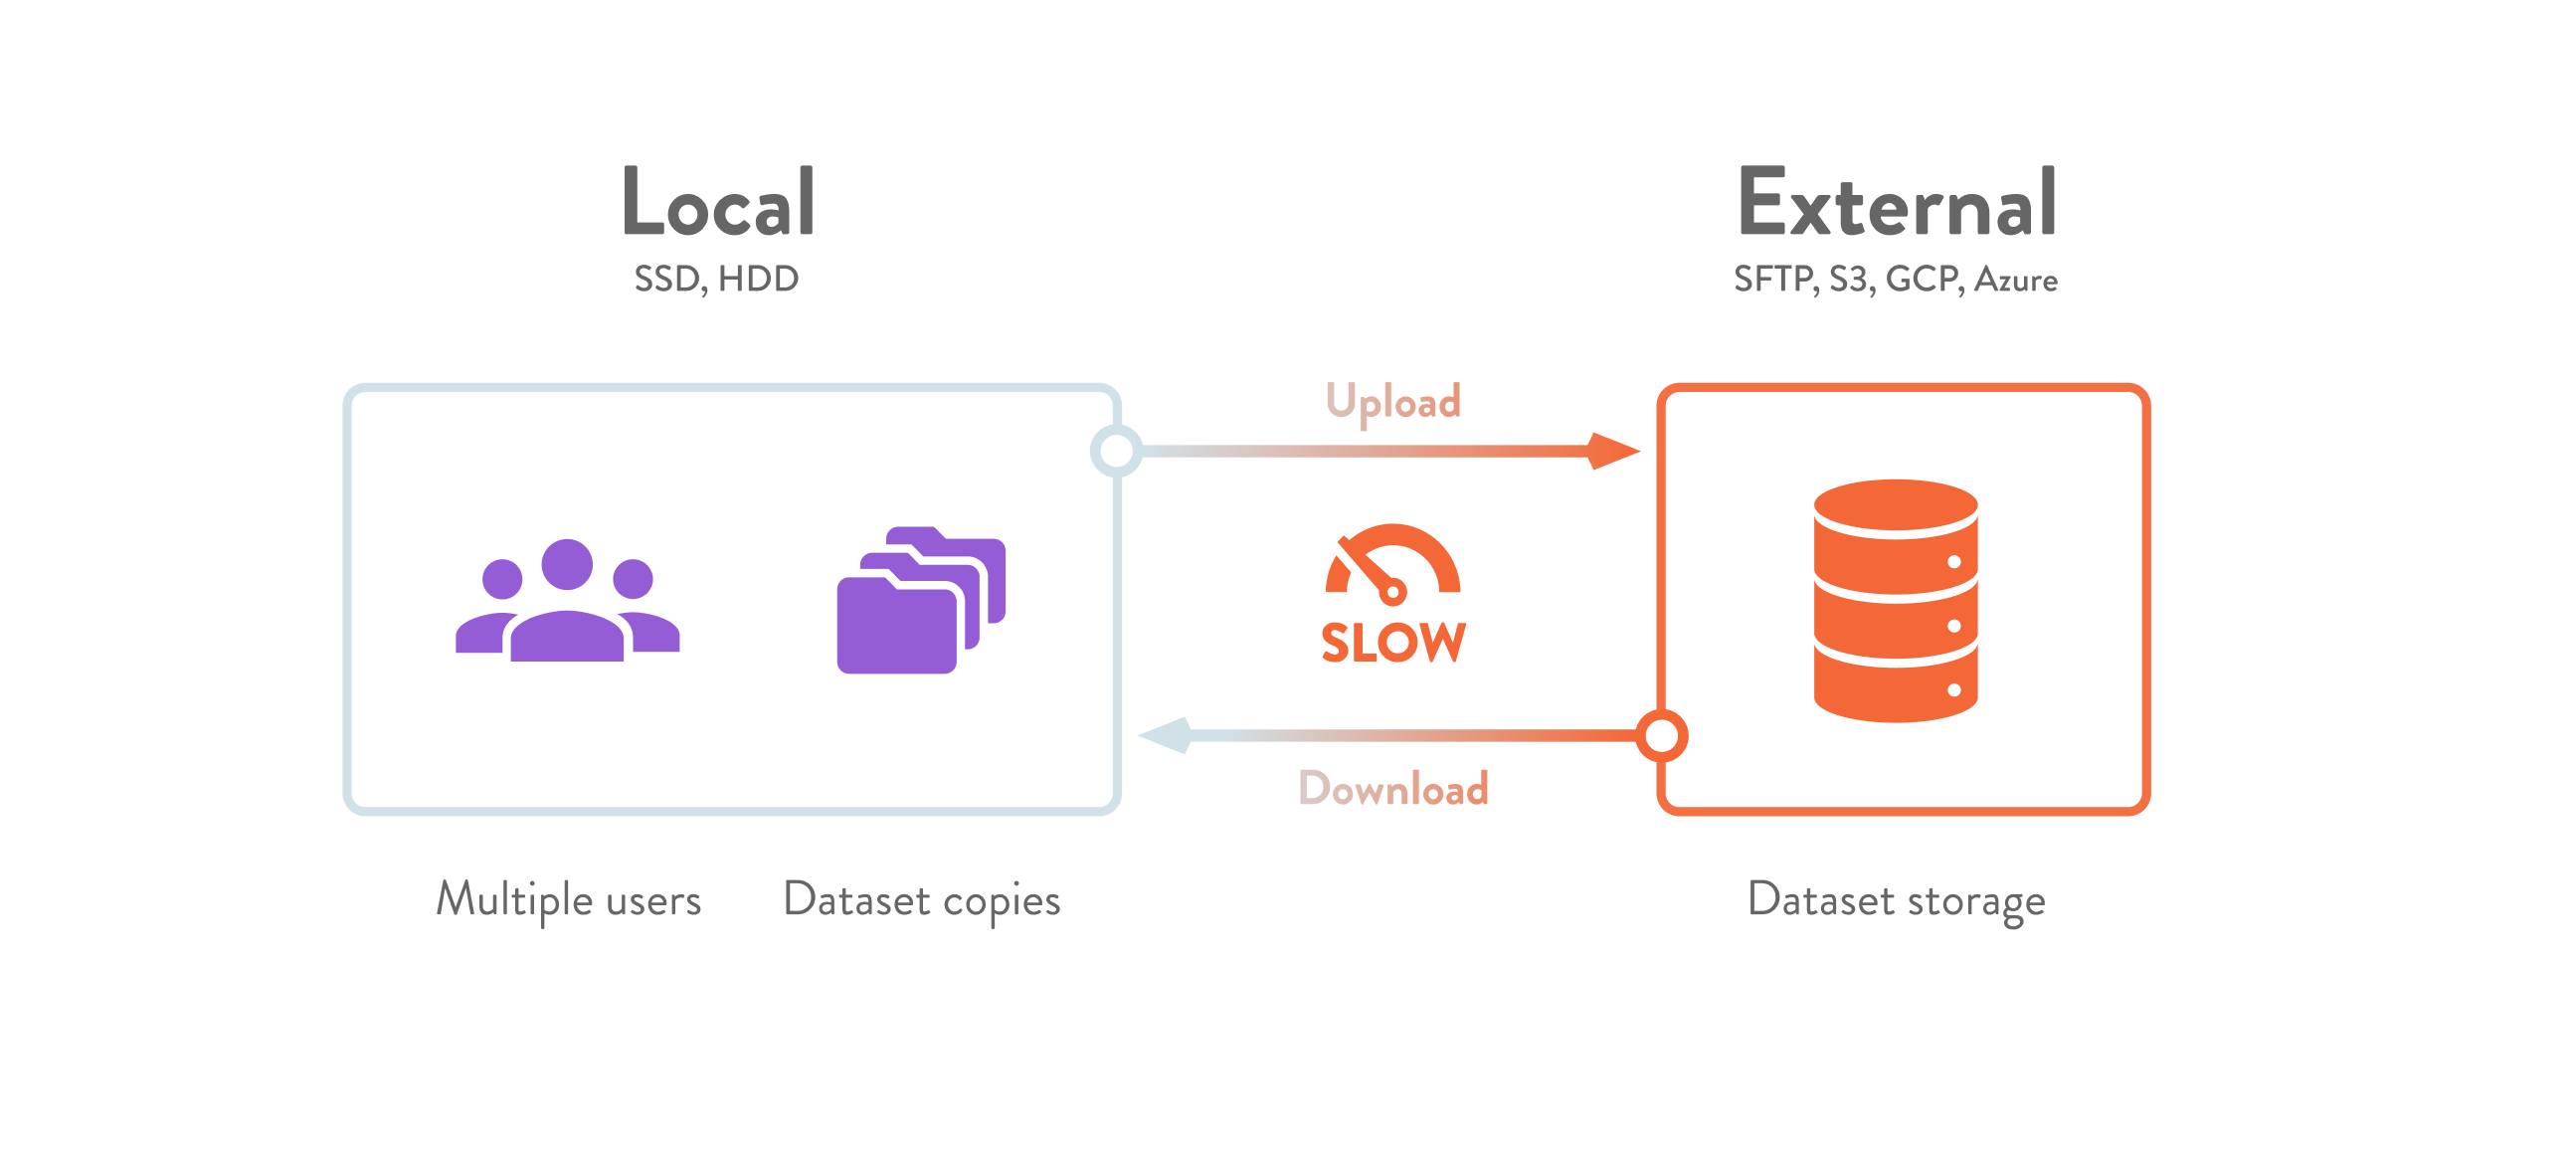 Local
SSD, HDD
External
SFTP, S3, GCP, Azure
Upload
SLOW
Download
Multiple users
Dataset copies
Dataset storage